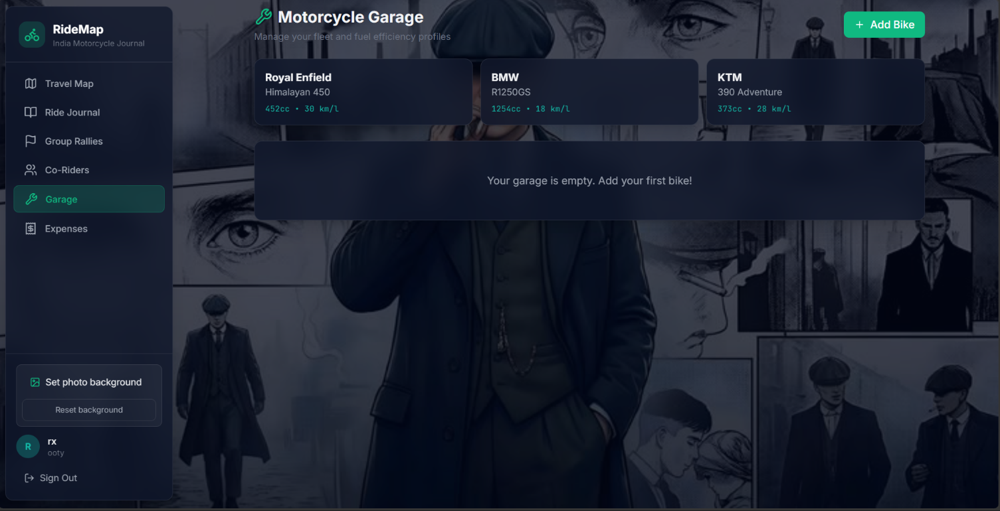 RideMap
India Motorcycle Journal
Travel Map
Ride Journal
Group Rallies
Co-Riders
Garage
Expenses
Set photo background
Reset background
R
rx
ooty
Sign Out
Motorcycle Garage
Manage your fleet and fuel efficiency profiles
+ Add Bike
Royal Enfield
Himalayan 450
452cc • 30 km/l
BMW
R1250GS
1254cc • 18 km/l
KTM
390 Adventure
373cc • 28 km/l
Your garage is empty. Add your first bike!